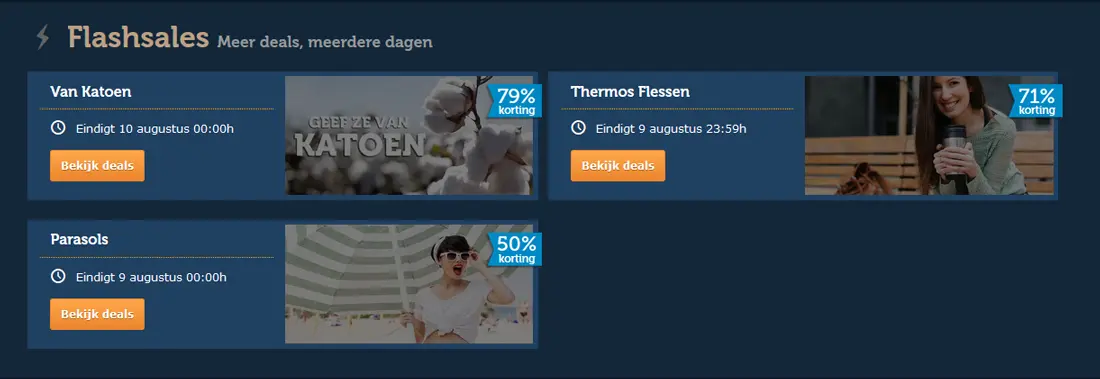 Flashsales Meer deals, meerdere dagen
Van Katoen
Eindigt 10 augustus 00:00h
Bekijk deals
GEEF ZE VAN
KATOEN
79%
korting
Thermos Flessen
Eindigt 9 augustus 23:59h
Bekijk deals
71%
korting
Parasols
Eindigt 9 augustus 00:00h
Bekijk deals
50%
korting